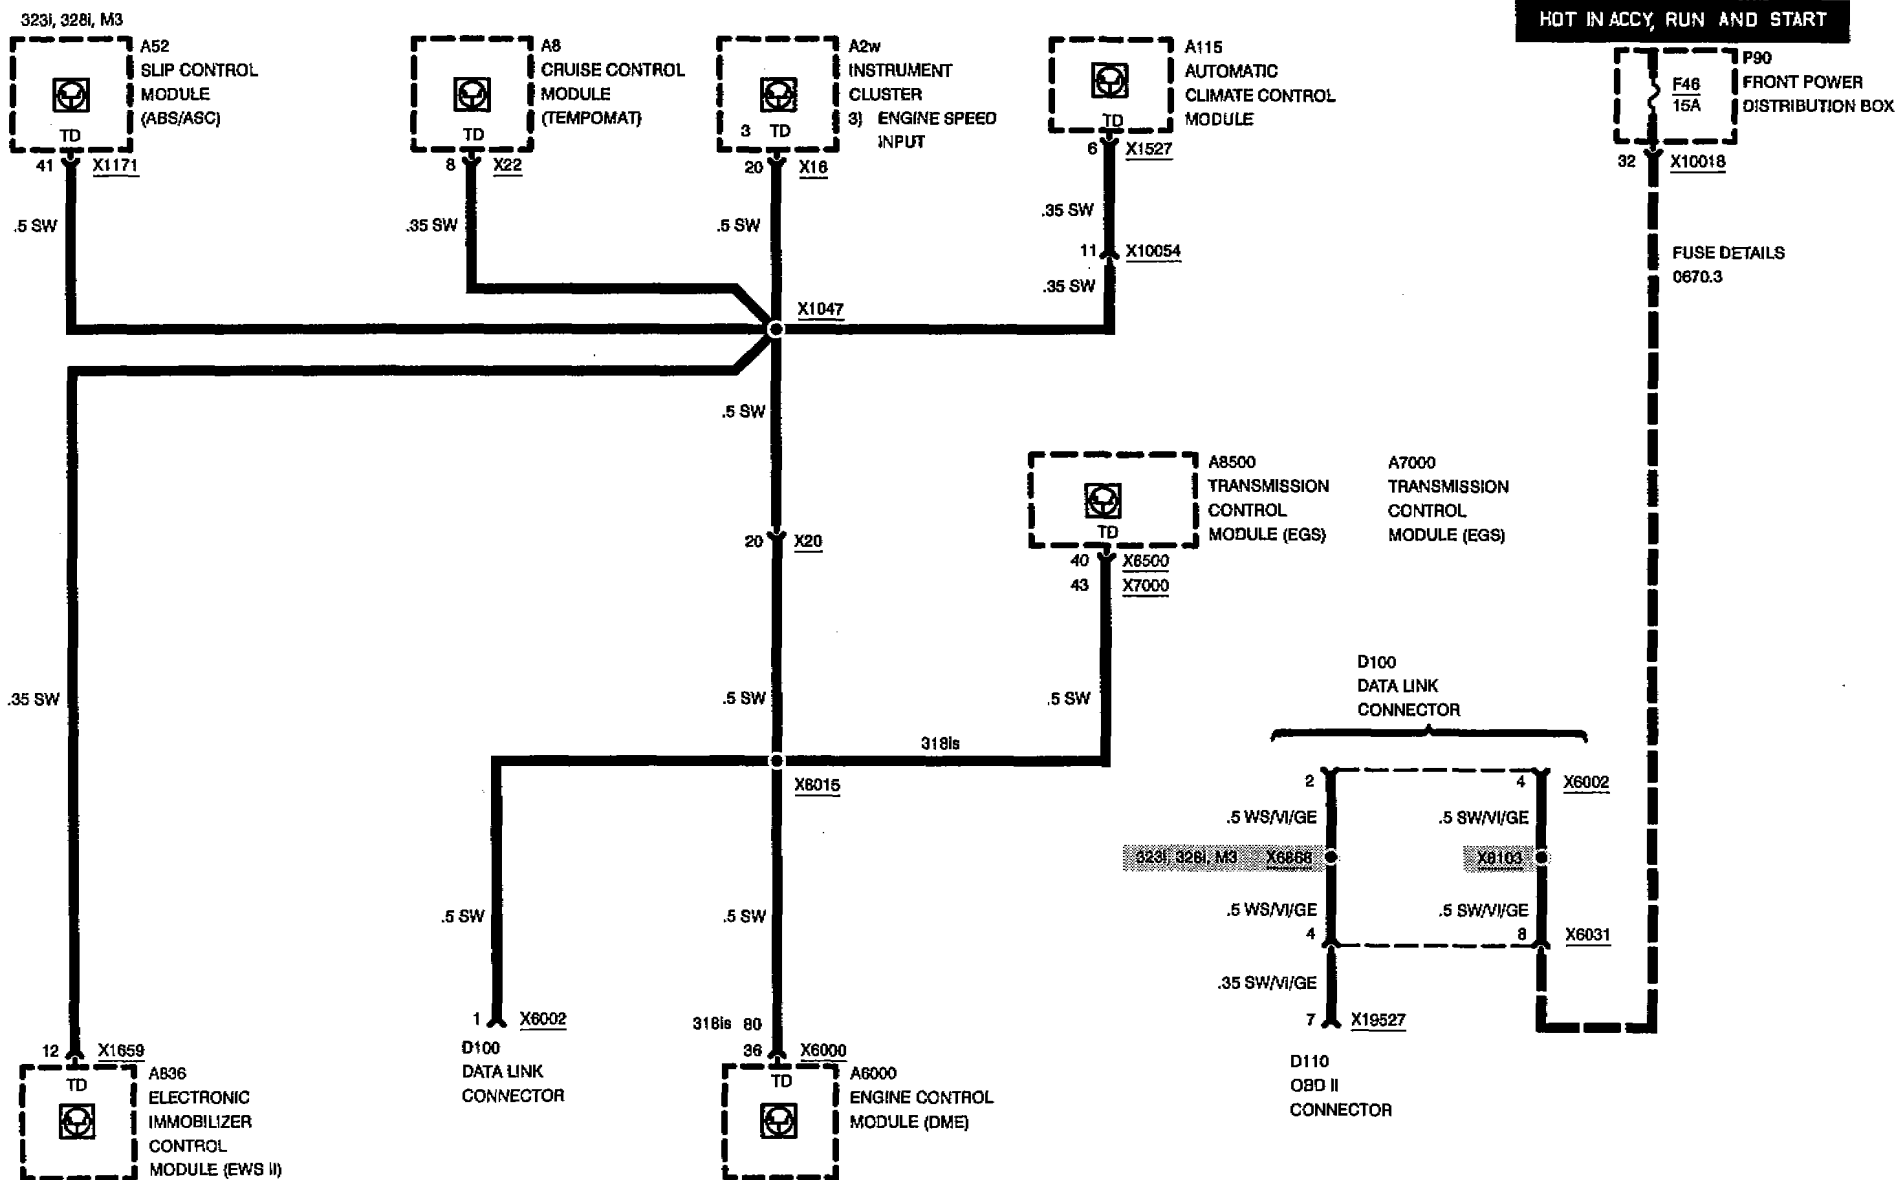 323i, 328i, M3
HOT IN ACCY, RUN AND START
A52
SLIP CONTROL
MODULE
(ABS/ASC)
TD
41
X1171
.5 SW
A8
CRUISE CONTROL
MODULE
(TEMPOMAT)
TD
8
X22
.35 SW
A2w
INSTRUMENT
CLUSTER
3) ENGINE SPEED
INPUT
3 TD
20
X16
.5 SW
A115
AUTOMATIC
CLIMATE CONTROL
MODULE
TD
6
X1527
.35 SW
11
X10054
.35 SW
P90
FRONT POWER
DISTRIBUTION BOX
F46
15A
32
X10018
FUSE DETAILS
0670.3
X1047
.5 SW
20
X20
A8500
TRANSMISSION
CONTROL
MODULE (EGS)
A7000
TRANSMISSION
CONTROL
MODULE (EGS)
TD
40
X8500
43
X7000
.35 SW
.5 SW
.5 SW
318is
X6015
D100
DATA LINK
CONNECTOR
2
4
X6002
.5 WS/VI/GE
.5 SW/VI/GE
323i, 328i, M3 X6868
X8103
.5 WS/VI/GE
.5 SW/VI/GE
4
8
X6031
.35 SW/VI/GE
7
X19527
D110
OBD II
CONNECTOR
.5 SW
.5 SW
1
X6002
D100
DATA LINK
CONNECTOR
318is 80
36
X6000
TD
A6000
ENGINE CONTROL
MODULE (DME)
12
X1659
TD
A836
ELECTRONIC
IMMOBILIZER
CONTROL
MODULE (EWS II)